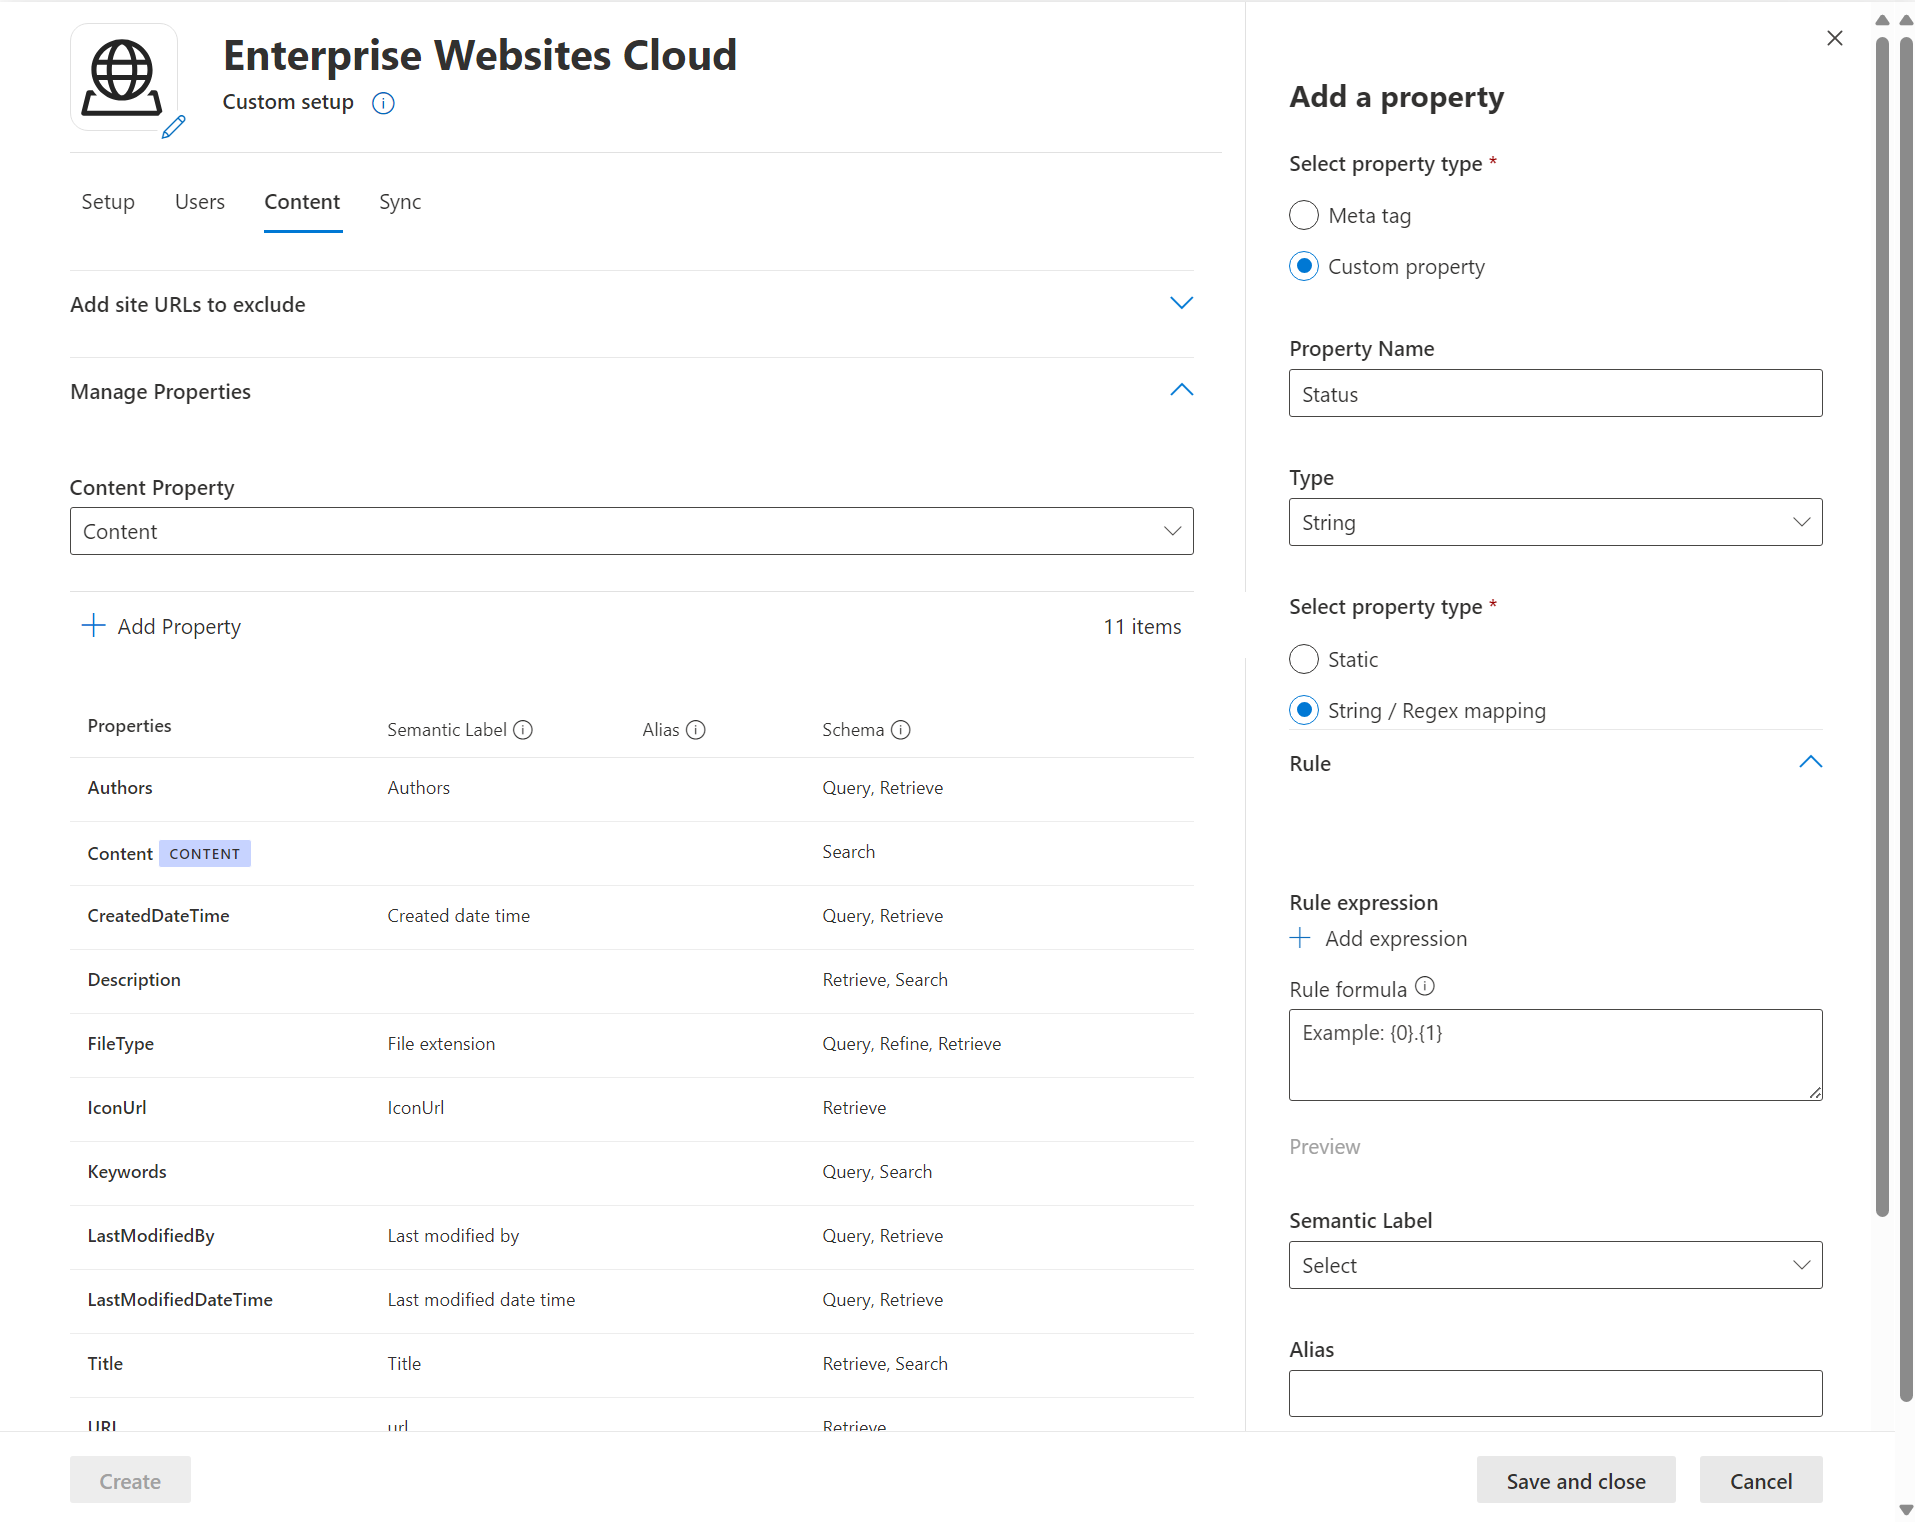 Enterprise Websites Cloud
Custom setup
Setup
Users
Content
Sync
Add site URLs to exclude
Manage Properties
Content Property
Content
Add Property
11 items
Properties
Semantic Label
Alias
Schema
Authors
Authors
Query, Retrieve
Content
CONTENT
Search
CreatedDateTime
Created date time
Query, Retrieve
Description
Retrieve, Search
FileType
File extension
Query, Refine, Retrieve
IconUrl
IconUrl
Retrieve
Keywords
Query, Search
LastModifiedBy
Last modified by
Query, Retrieve
LastModifiedDateTime
Last modified date time
Query, Retrieve
Title
Title
Retrieve, Search
URL
url
Retrieve
Create
Add a property
Select property type *
Meta tag
Custom property
Property Name
Status
Type
String
Select property type *
Static
String / Regex mapping
Rule
Rule expression
Add expression
Rule formula
Example: {0}.{1}
Preview
Semantic Label
Select
Alias
Save and close
Cancel